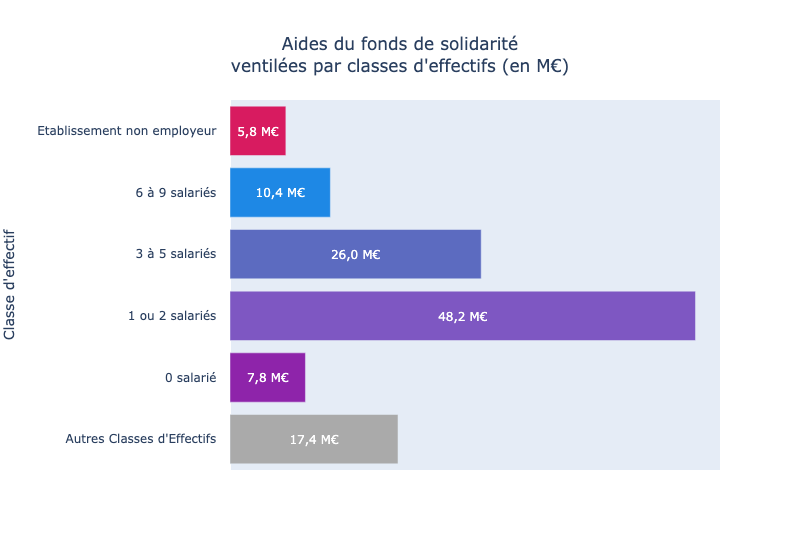 Aides du fonds de solidarité
ventilées par classes d'effectifs (en M€)
Classe d'effectif
Etablissement non employeur
5,8 M€
6 à 9 salariés
10,4 M€
3 à 5 salariés
26,0 M€
1 ou 2 salariés
48,2 M€
0 salarié
7,8 M€
Autres Classes d'Effectifs
17,4 M€